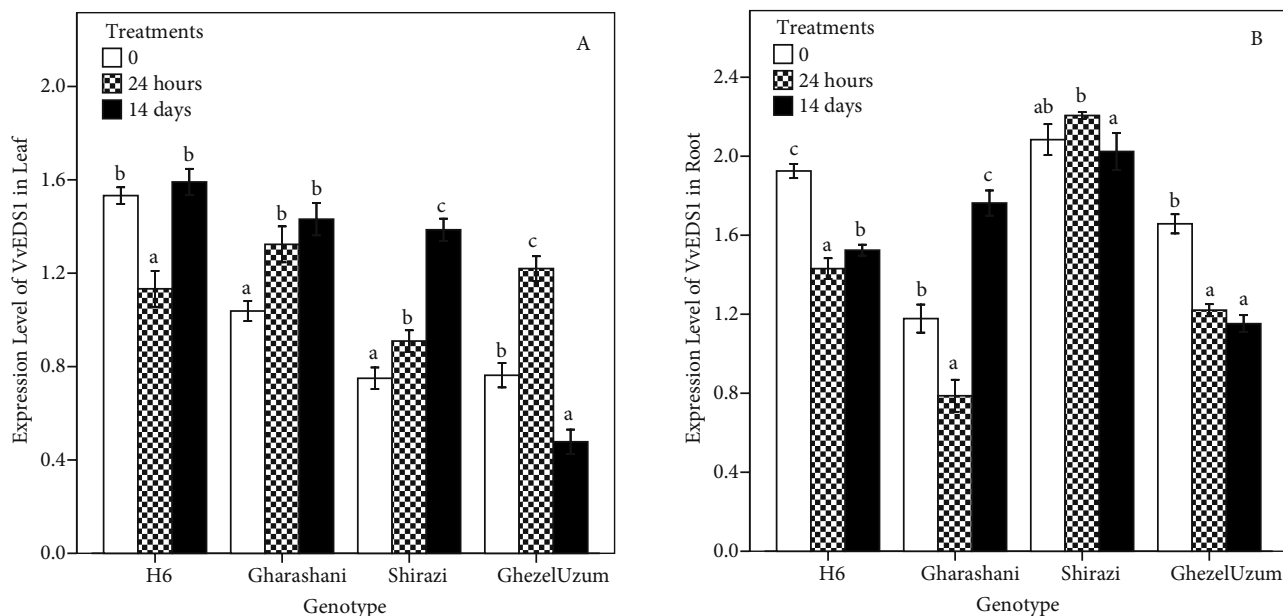 Treatments
0
24 hours
14 days
A
Expression Level of VvEDS1 in Leaf
2.0
1.6
1.2
0.8
0.4
0.0
b
a
b
a
b
b
a
b
c
b
c
a
H6
Gharashani
Shirazi
GhezelUzum
Genotype
Treatments
0
24 hours
14 days
B
Expression Level of VvEDS1 in Root
2.4
2.0
1.6
1.2
0.8
0.4
0.0
c
a
b
b
a
c
ab
b
a
b
a
a
H6
Gharashani
Shirazi
GhezelUzum
Genotype